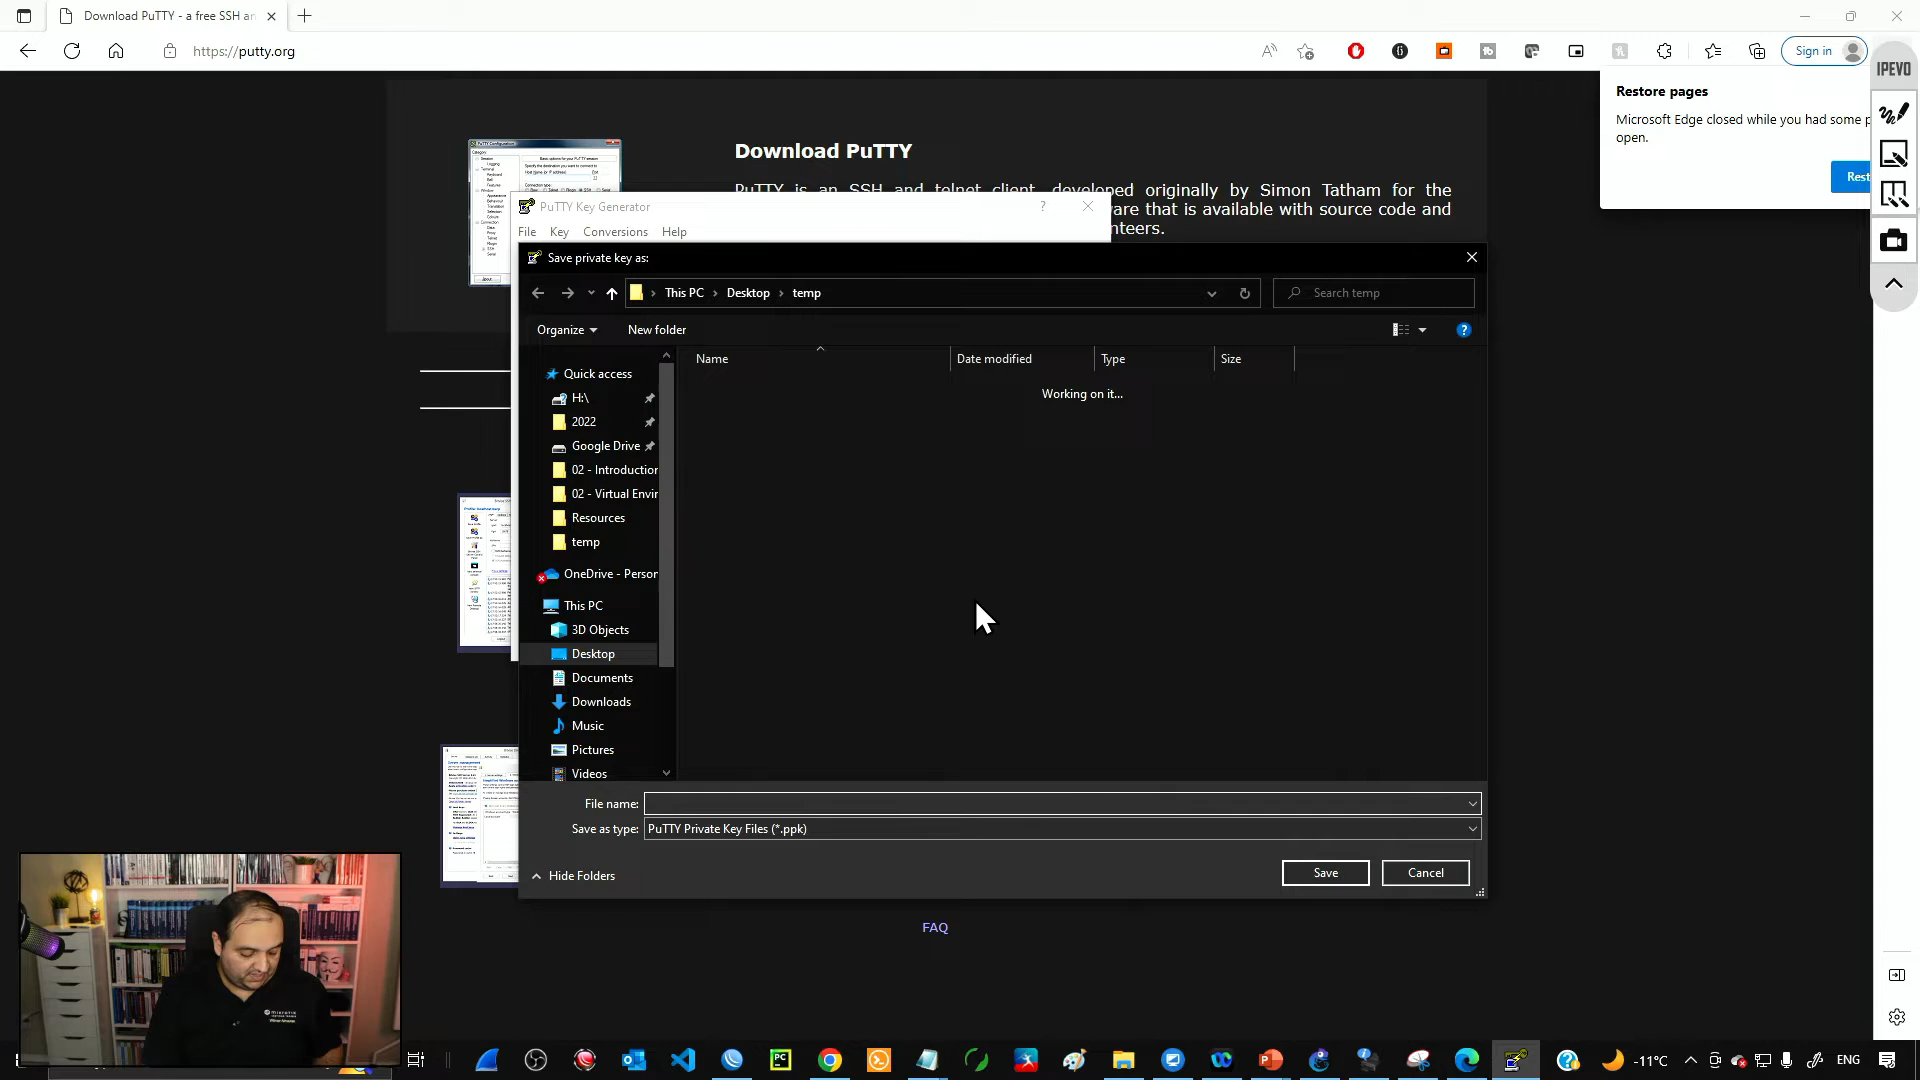 Download PuTTY - a free SSH an
https://putty.org
Sign in
IPEVO
Restore pages
Microsoft Edge closed while you had some p
open.
Rest
Download PuTTY
PuTTY is an SSH and telnet client, developed originally by Simon Tatham for the
are that is available with source code and
nteers.
PuTTY Key Generator
?
File Key Conversions Help
Save private key as:
This PC > Desktop > temp
Search temp
Organize
New folder
?
Name
Date modified
Type
Size
Working on it...
Quick access
H:\
2022
Google Drive
02 - Introduction
02 - Virtual Envir
Resources
temp
OneDrive - Person
This PC
3D Objects
Desktop
Documents
Downloads
Music
Pictures
Videos
File name:
Save as type: PuTTY Private Key Files (*.ppk)
Hide Folders
Save
Cancel
FAQ
-11°C
ENG